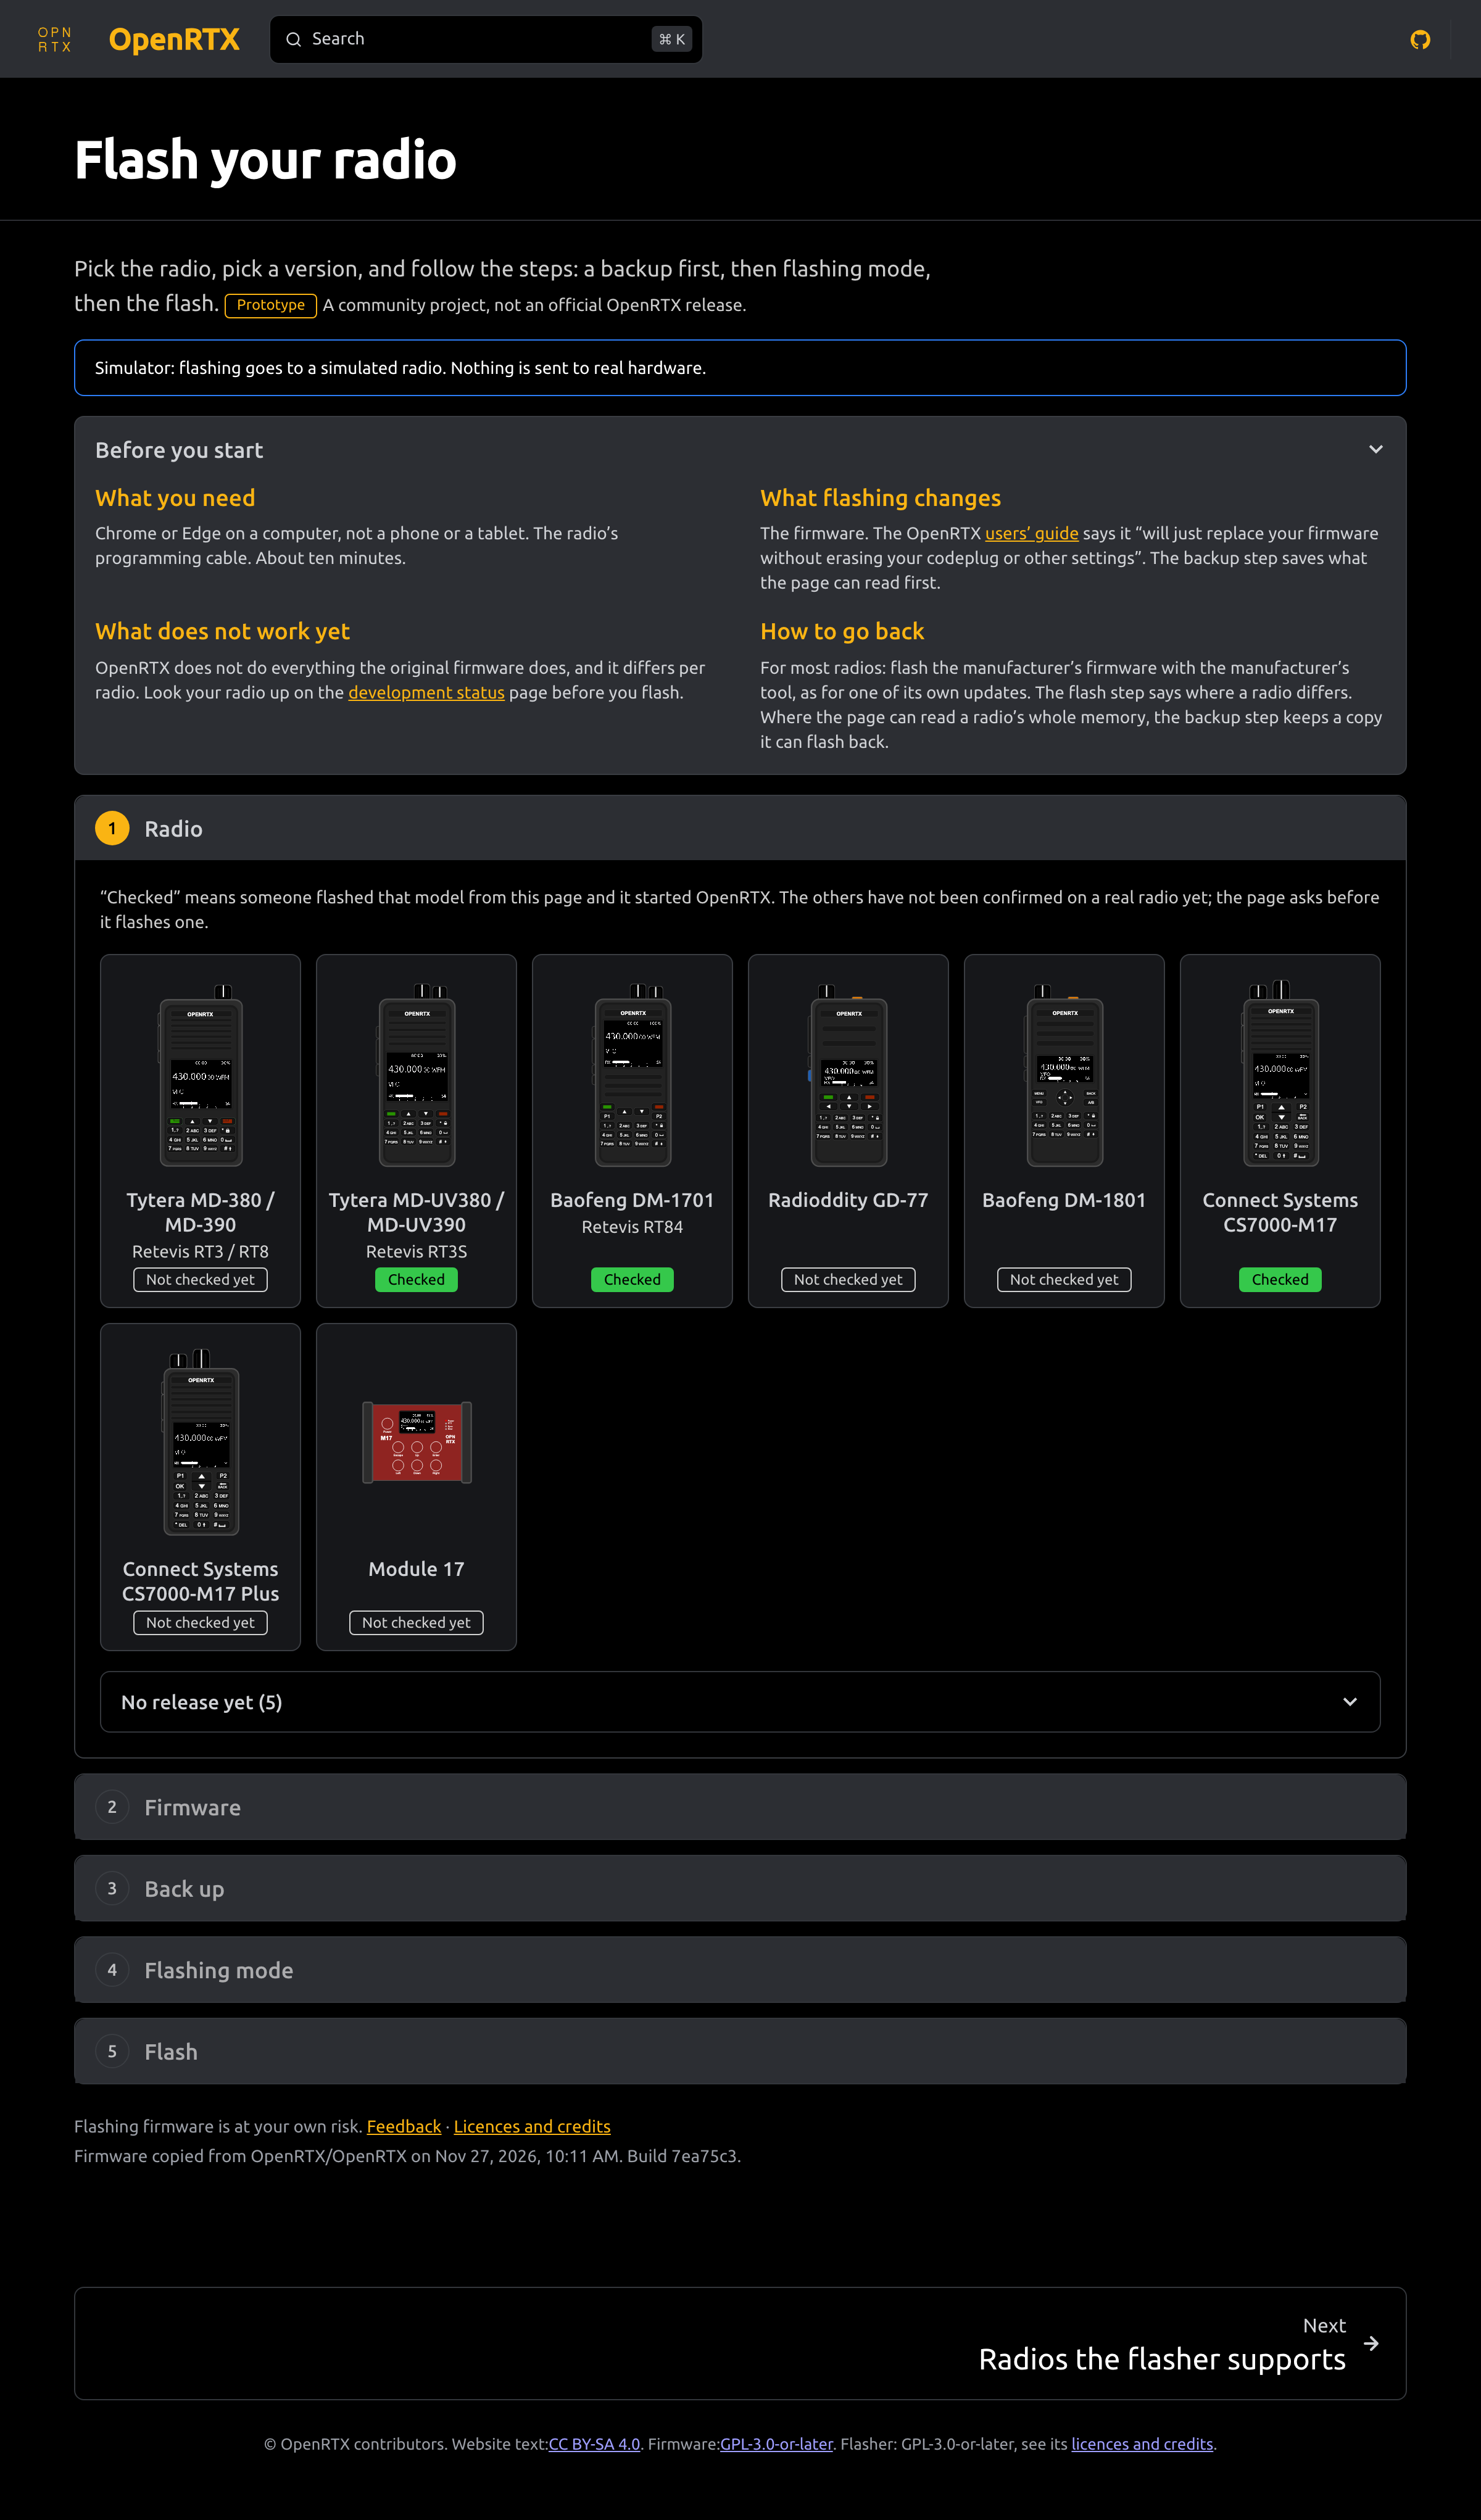 OPN
RTX
OpenRTX
Search
⌘ K
Flash your radio
Pick the radio, pick a version, and follow the steps: a backup first, then flashing mode,
then the flash. Prototype A community project, not an official OpenRTX release.
Simulator: flashing goes to a simulated radio. Nothing is sent to real hardware.
Before you start
What you need
Chrome or Edge on a computer, not a phone or a tablet. The radio’s
programming cable. About ten minutes.
What flashing changes
The firmware. The OpenRTX users’ guide says it “will just replace your firmware
without erasing your codeplug or other settings”. The backup step saves what
the page can read first.
What does not work yet
OpenRTX does not do everything the original firmware does, and it differs per
radio. Look your radio up on the development status page before you flash.
How to go back
For most radios: flash the manufacturer’s firmware with the manufacturer’s
tool, as for one of its own updates. The flash step says where a radio differs.
Where the page can read a radio’s whole memory, the backup step keeps a copy
it can flash back.
1 Radio
“Checked” means someone flashed that model from this page and it started OpenRTX. The others have not been confirmed on a real radio yet; the page asks before
it flashes one.
OPENRTX
Tytera MD-380 /
MD-390
Retevis RT3 / RT8
Not checked yet
OPENRTX
Tytera MD-UV380 /
MD-UV390
Retevis RT3S
Checked
OPENRTX
Baofeng DM-1701
Retevis RT84
Checked
OPENRTX
Radioddity GD-77
Not checked yet
OPENRTX
Baofeng DM-1801
Not checked yet
OPENRTX
Connect Systems
CS7000-M17
Checked
OPENRTX
Connect Systems
CS7000-M17 Plus
Not checked yet
M17
OPN
RTX
Module 17
Not checked yet
No release yet (5)
2 Firmware
3 Back up
4 Flashing mode
5 Flash
Flashing firmware is at your own risk. Feedback · Licences and credits
Firmware copied from OpenRTX/OpenRTX on Nov 27, 2026, 10:11 AM. Build 7ea75c3.
Next
Radios the flasher supports
© OpenRTX contributors. Website text:CC BY-SA 4.0. Firmware:GPL-3.0-or-later. Flasher: GPL-3.0-or-later, see its licences and credits.